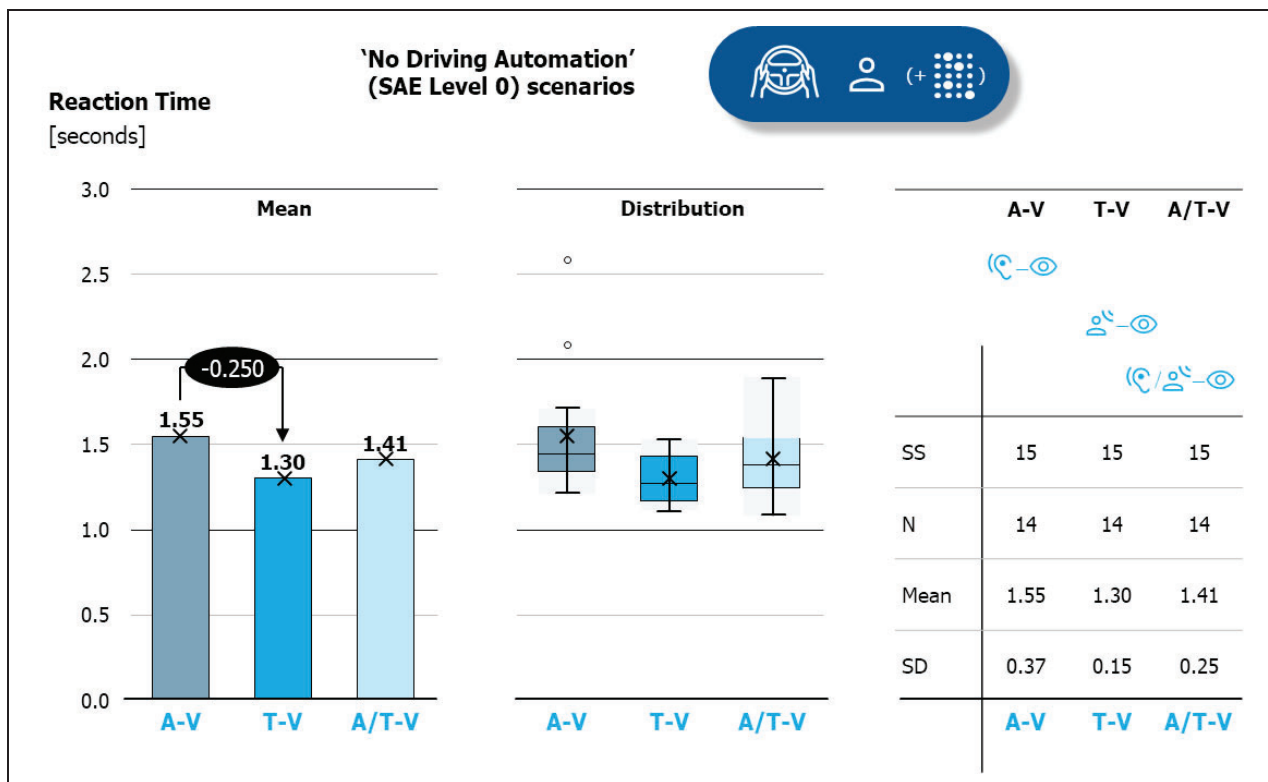 ‘No Driving Automation’
(SAE Level 0) scenarios
(+ )
Reaction Time
[seconds]
3.0
2.5
2.0
1.5
1.0
0.5
0.0
Mean
-0.250
1.55
1.30
1.41
A-V T-V A/T-V
Distribution
A-V T-V A/T-V
A-V T-V A/T-V
–
–
/ –
SS 15 15 15
N 14 14 14
Mean 1.55 1.30 1.41
SD 0.37 0.15 0.25
A-V T-V A/T-V